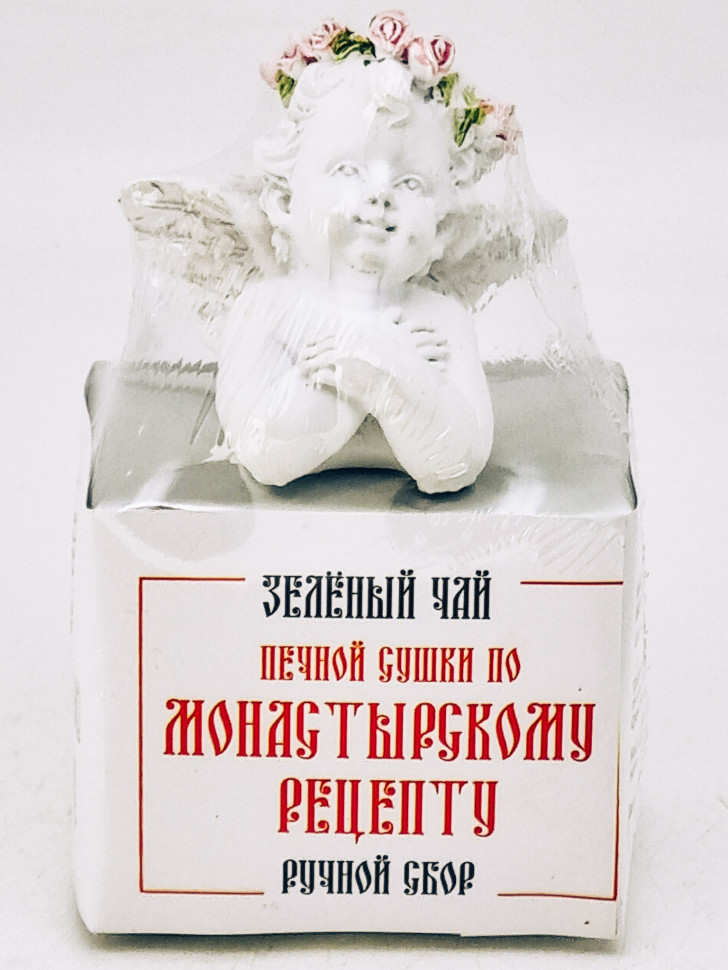 ЗЕЛЁНЫЙ ЧАЙ
ПЕЧНОЙ СУШКИ ПО
МОНАСТЫРСКОМУ
РЕЦЕПТУ
РУЧНОЙ СБОР